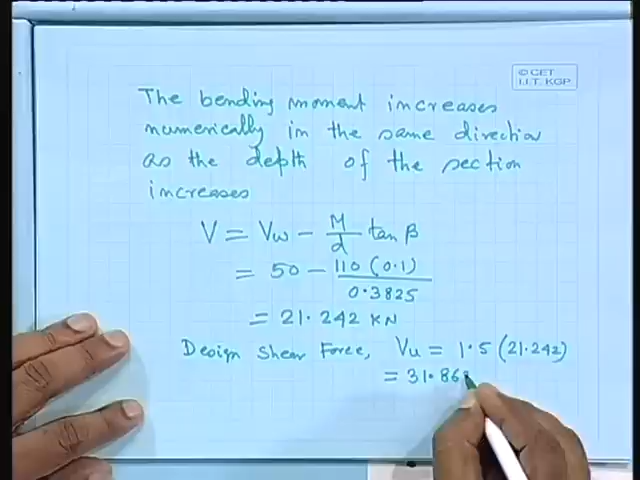 © CET
I.I.T. KGP
The bending moment increases
numerically in the same direction
as the depth of the section
increases
V = Vw - M/d tan β
= 50 - 110 (0.1)/0.3825
= 21.242 KN
Design Shear Force, Vu = 1.5 (21.242)
= 31.86